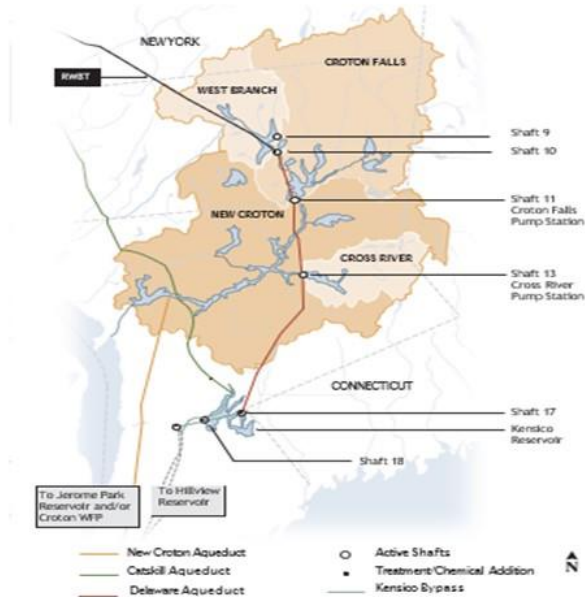 NEWYORK
CROTON FALLS
RWBT
WEST BRANCH
Shaft 9
Shaft 10
Shaft 11
Croton Falls
Pump Station
NEW CROTON
CROSS RIVER
Shaft 13
Cross River
Pump Station
CONNECTICUT
Shaft 17
Kensico
Reservoir
Shaft 18
To Jerome Park
Reservoir and/or
Croton WFP
To Hillview
Reservoir
New Croton Aqueduct
Catskill Aqueduct
Delaware Aqueduct
Active Shafts
Treatment/Chemical Addition
Kensico Bypass
N